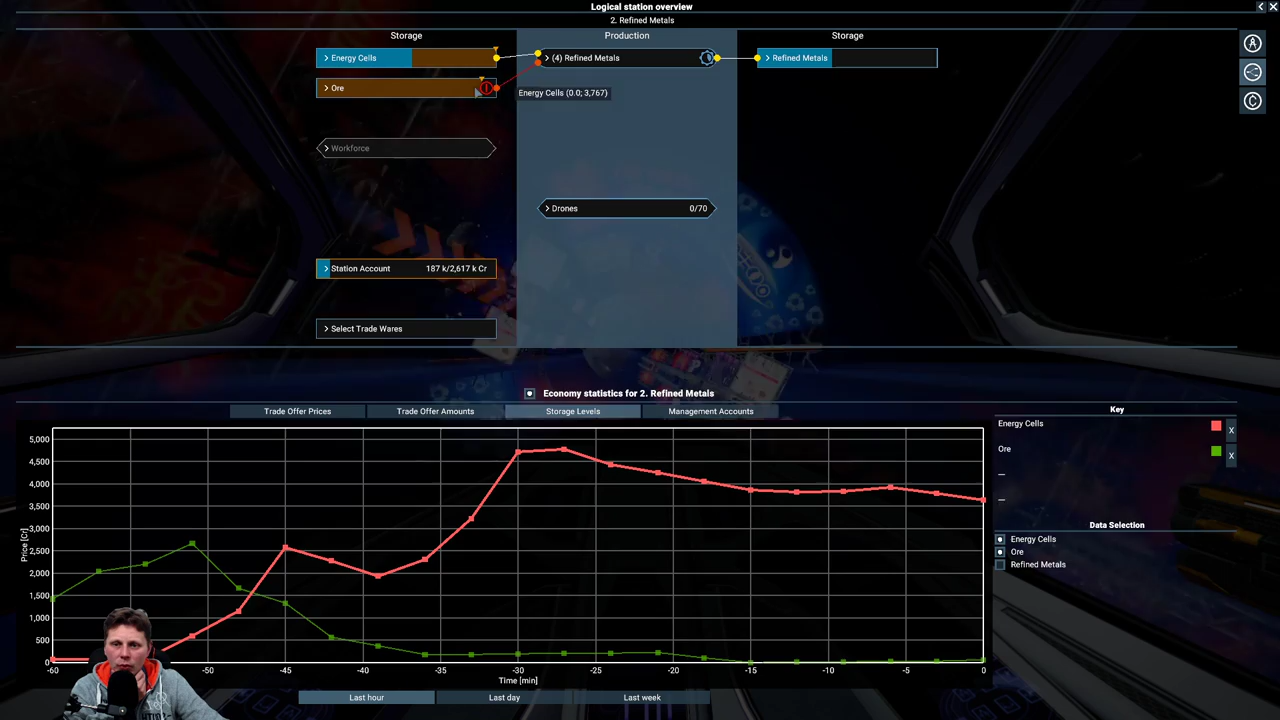 Logical station overview
2. Refined Metals
Storage
Production
Storage
Energy Cells
(4) Refined Metals
Refined Metals
Ore
Energy Cells (0.0; 3,767)
Workforce
Drones 0/70
Station Account 187 k/2,617 k Cr
Select Trade Wares
A
C
Economy statistics for 2. Refined Metals
Trade Offer Prices
Trade Offer Amounts
Storage Levels
Management Accounts
Key
Energy Cells
X
Ore
X
—
—
Data Selection
Energy Cells
Ore
Refined Metals
Price [Cr]
5,000
4,500
4,000
3,500
3,000
2,500
2,000
1,500
1,000
500
0
-60
-50
-45
-40
-35
-30
-25
-20
-15
-10
-5
0
Time [min]
Last hour
Last day
Last week